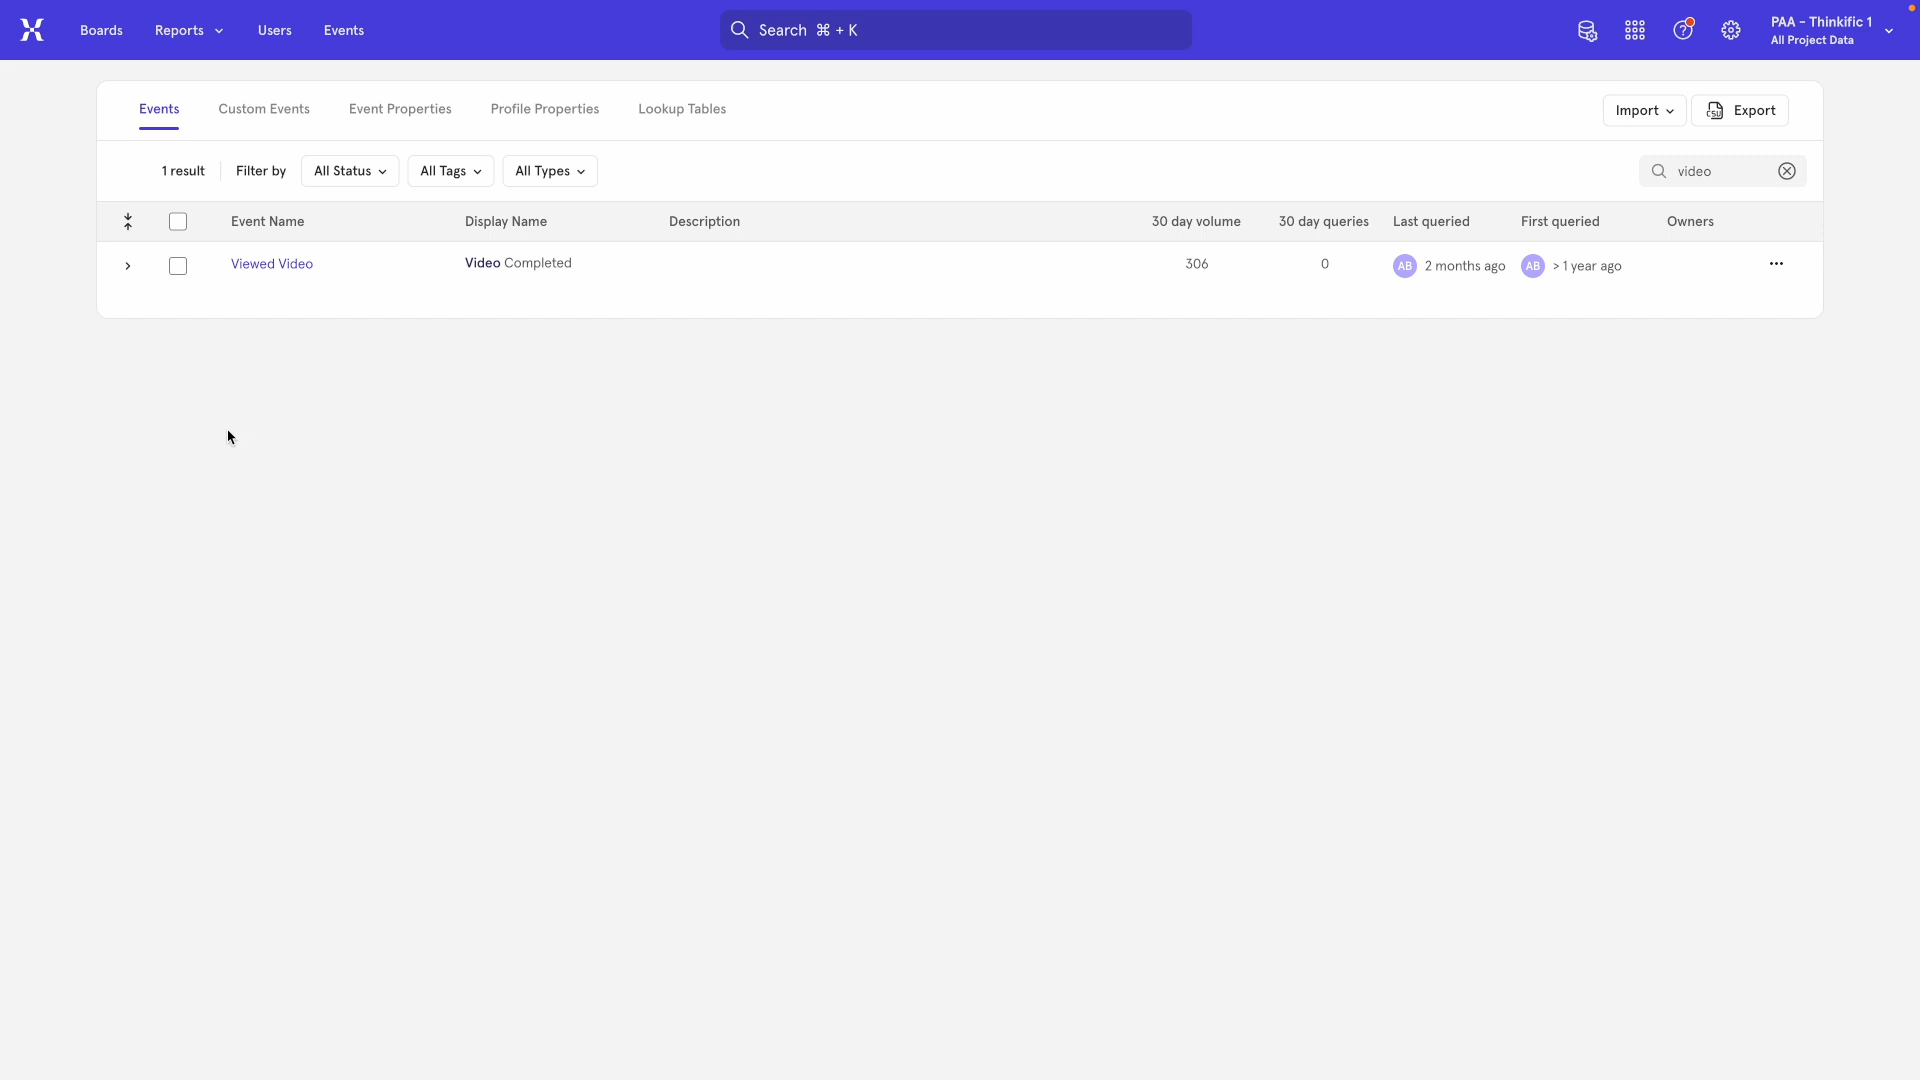 Boards Reports Users Events Search ⌘ + K PAA - Thinkific 1
All Project Data
Events Custom Events Event Properties Profile Properties Lookup Tables Import CSV Export
1 result Filter by All Status All Tags All Types video
Event Name Display Name Description 30 day volume 30 day queries Last queried First queried Owners
Viewed Video Video Completed 306 0 AB 2 months ago AB > 1 year ago